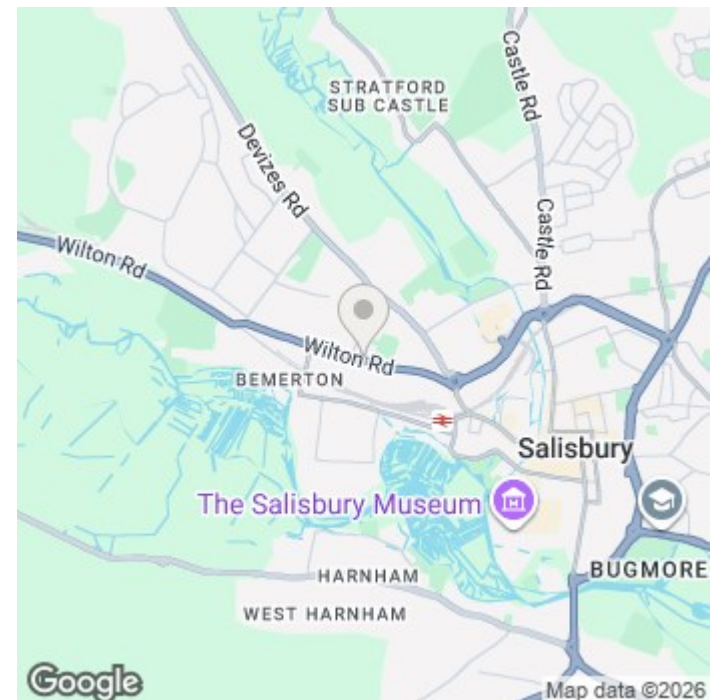 STRATFORD
SUB CASTLE
Castle Rd
Devizes Rd
Castle Rd
Wilton Rd
Wilton Rd
BEMERTON
Salisbury
The Salisbury Museum
BUGMORE
HARNHAM
WEST HARNHAM
Google
Map data ©2026